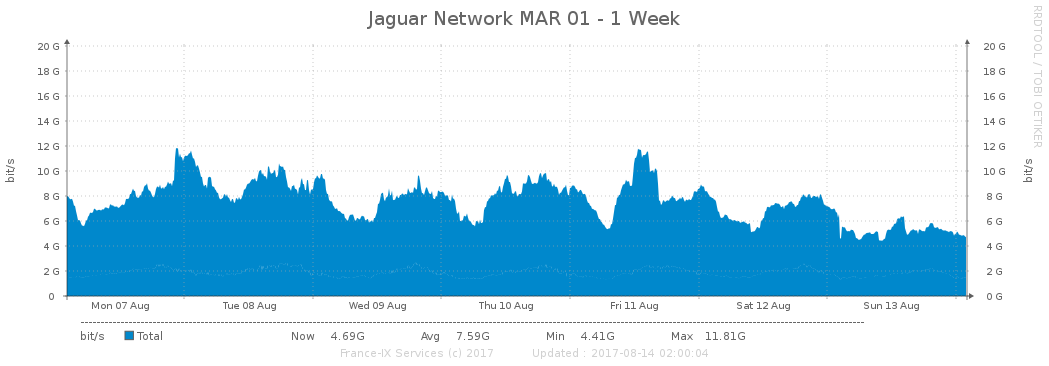 Jaguar Network MAR 01 - 1 Week
RRDTOOL / TOBI OETIKER
bit/s
bit/s
20 G 20 G
18 G 18 G
16 G 16 G
14 G 14 G
12 G 12 G
10 G 10 G
8 G 8 G
6 G 6 G
4 G 4 G
2 G 2 G
0 0 G
Mon 07 Aug Tue 08 Aug Wed 09 Aug Thu 10 Aug Fri 11 Aug Sat 12 Aug Sun 13 Aug
bit/s Total Now 4.69G Avg 7.59G Min 4.41G Max 11.81G
France-IX Services (c) 2017 Updated : 2017-08-14 02:00:04